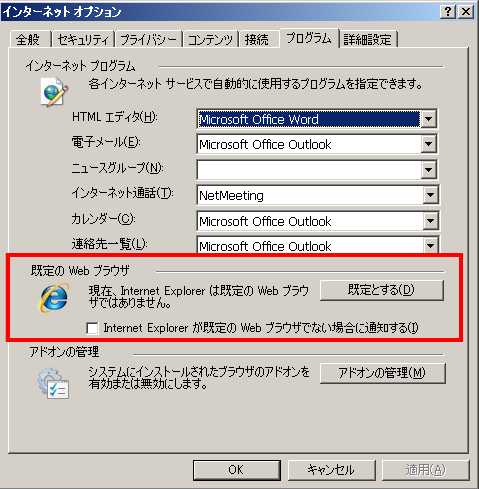 インターネット オプション
全般 セキュリティ プライバシー コンテンツ 接続 プログラム 詳細設定
インターネット プログラム
各インターネット サービスで自動的に使用するプログラムを指定できます。
HTML エディタ(H): Microsoft Office Word
電子メール(E): Microsoft Office Outlook
ニュースグループ(N):
インターネット通話(T): NetMeeting
カレンダー(C): Microsoft Office Outlook
連絡先一覧(L): Microsoft Office Outlook
既定の Web ブラウザ
現在、Internet Explorer は既定の Web ブラウ
ザではありません。
既定とする(D)
Internet Explorer が既定の Web ブラウザでない場合に通知する(I)
アドオンの管理
システムにインストールされたブラウザのアドオンを
有効または無効にします。
アドオンの管理(M)
OK キャンセル 適用(A)